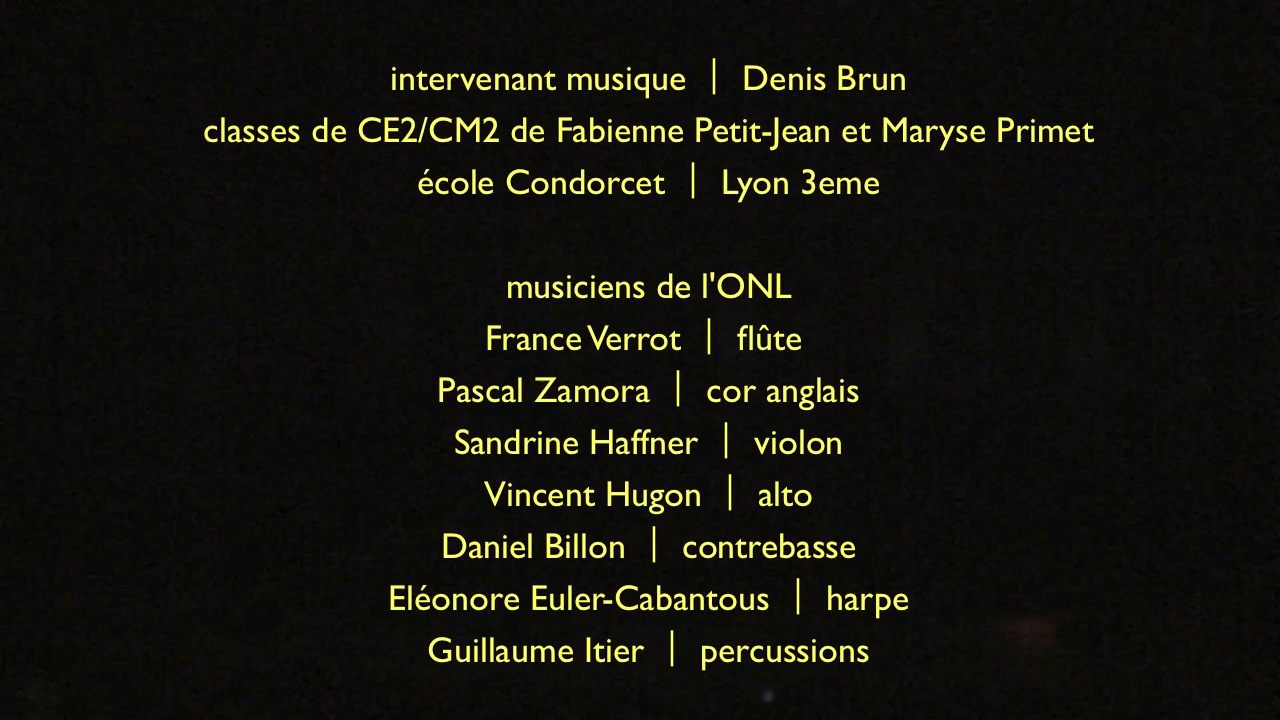 intervenant musique | Denis Brun
classes de CE2/CM2 de Fabienne Petit-Jean et Maryse Primet
école Condorcet | Lyon 3eme
musiciens de l'ONL
France Verrot | flûte
Pascal Zamora | cor anglais
Sandrine Haffner | violon
Vincent Hugon | alto
Daniel Billon | contrebasse
Eléonore Euler-Cabantous | harpe
Guillaume Itier | percussions